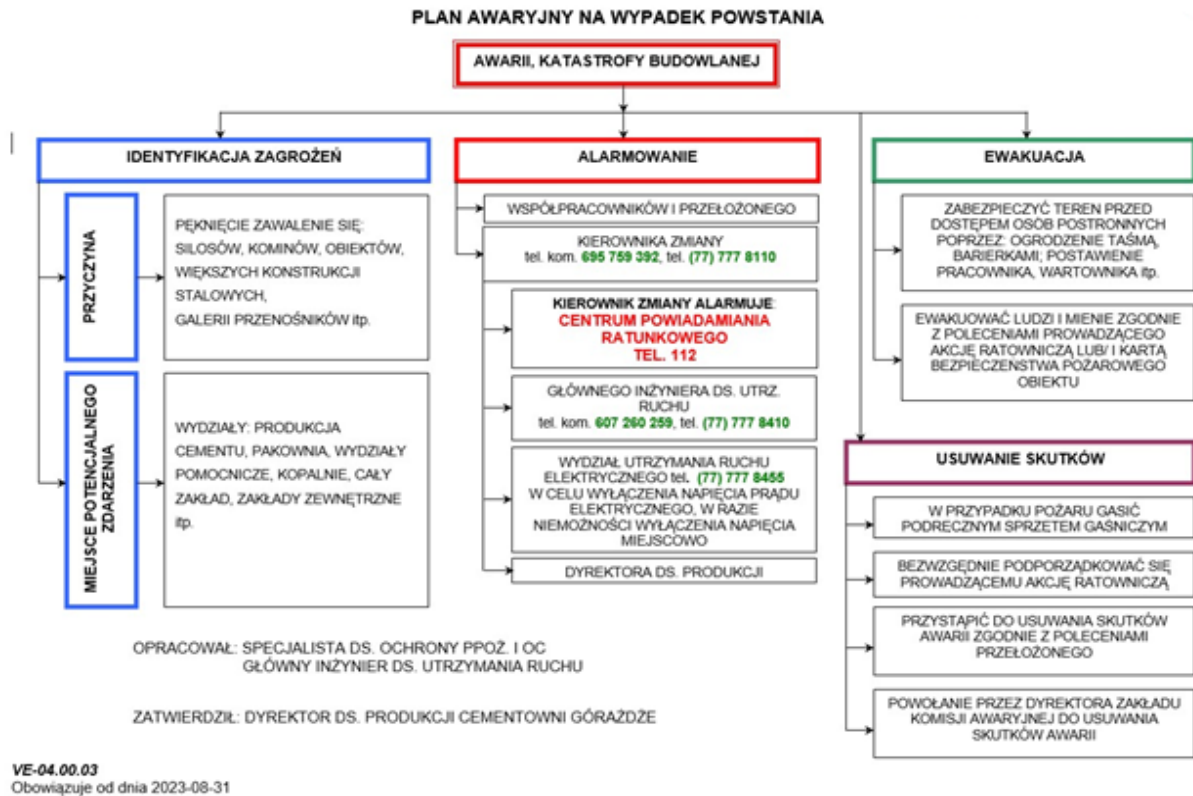 PLAN AWARYJNY NA WYPADEK POWSTANIA
AWARII, KATASTROFY BUDOWLANEJ
IDENTYFIKACJA ZAGROŻEŃ
PRZYCZYNA
PĘKNIĘCIE ZAWALENIE SIĘ:
SILOSÓW, KOMINÓW, OBIEKTÓW,
WIĘKSZYCH KONSTRUKCJI
STALOWYCH,
GALERII PRZENOŚNIKÓW itp.
MIEJSCE POTENCJALNEGO
ZDARZENIA
WYDZIAŁY: PRODUKCJA
CEMENTU, PAKOWNIA, WYDZIAŁY
POMOCNICZE, KOPALNIE, CAŁY
ZAKŁAD, ZAKŁADY ZEWNĘTRZNE
itp.
ALARMOWANIE
WSPÓŁPRACOWNIKÓW I PRZEŁOŻONEGO
KIEROWNIKA ZMIANY
tel. kom. 695 759 392, tel. (77) 777 8110
KIEROWNIK ZMIANY ALARMUJE:
CENTRUM POWIADAMIANIA
RATUNKOWEGO
TEL. 112
GŁÓWNEGO INŻYNIERA DS. UTRZ.
RUCHU
tel. kom. 607 260 259, tel. (77) 777 8410
WYDZIAŁ UTRZYMANIA RUCHU
ELEKTRYCZNEGO tel. (77) 777 8455
W CELU WYŁĄCZENIA NAPIĘCIA PRĄDU
ELEKTRYCZNEGO, W RAZIE
NIEMOŻNOŚCI WYŁĄCZENIA NAPIĘCIA
MIEJSCOWO
DYREKTORA DS. PRODUKCJI
EWAKUACJA
ZABEZPIECZYĆ TEREN PRZED
DOSTĘPEM OSÓB POSTRONNYCH
POPRZEZ: OGRODZENIE TAŚMĄ,
BARIERKAMI; POSTAWIENIE
PRACOWNIKA, WARTOWNIKA itp.
EWAKUOWAĆ LUDZI I MIENIE ZGODNIE
Z POLECENIAMI PROWADZĄCEGO
AKCJĘ RATOWNICZĄ LUB/ I KARTĄ
BEZPIECZEŃSTWA POŻAROWEGO
OBIEKTU
USUWANIE SKUTKÓW
W PRZYPADKU POŻARU GASIĆ
PODRĘCZNYM SPRZĘTEM GAŚNICZYM
BEZWZGLĘDNIE PODPORZĄDKOWAĆ SIĘ
PROWADZĄCEMU AKCJĘ RATOWNICZĄ
PRZYSTĄPIĆ DO USUWANIA SKUTKÓW
AWARII ZGODNIE Z POLECENIAMI
PRZEŁOŻONEGO
POWOŁANIE PRZEZ DYREKTORA ZAKŁADU
KOMISJI AWARYJNEJ DO USUWANIA
SKUTKÓW AWARII
OPRACOWAŁ: SPECJALISTA DS. OCHRONY PPOŻ. I OC
GŁÓWNY INŻYNIER DS. UTRZYMANIA RUCHU
ZATWIERDZIŁ: DYREKTOR DS. PRODUKCJI CEMENTOWNI GÓRAŻDŻE
VE-04.00.03
Obowiązuje od dnia 2023-08-31